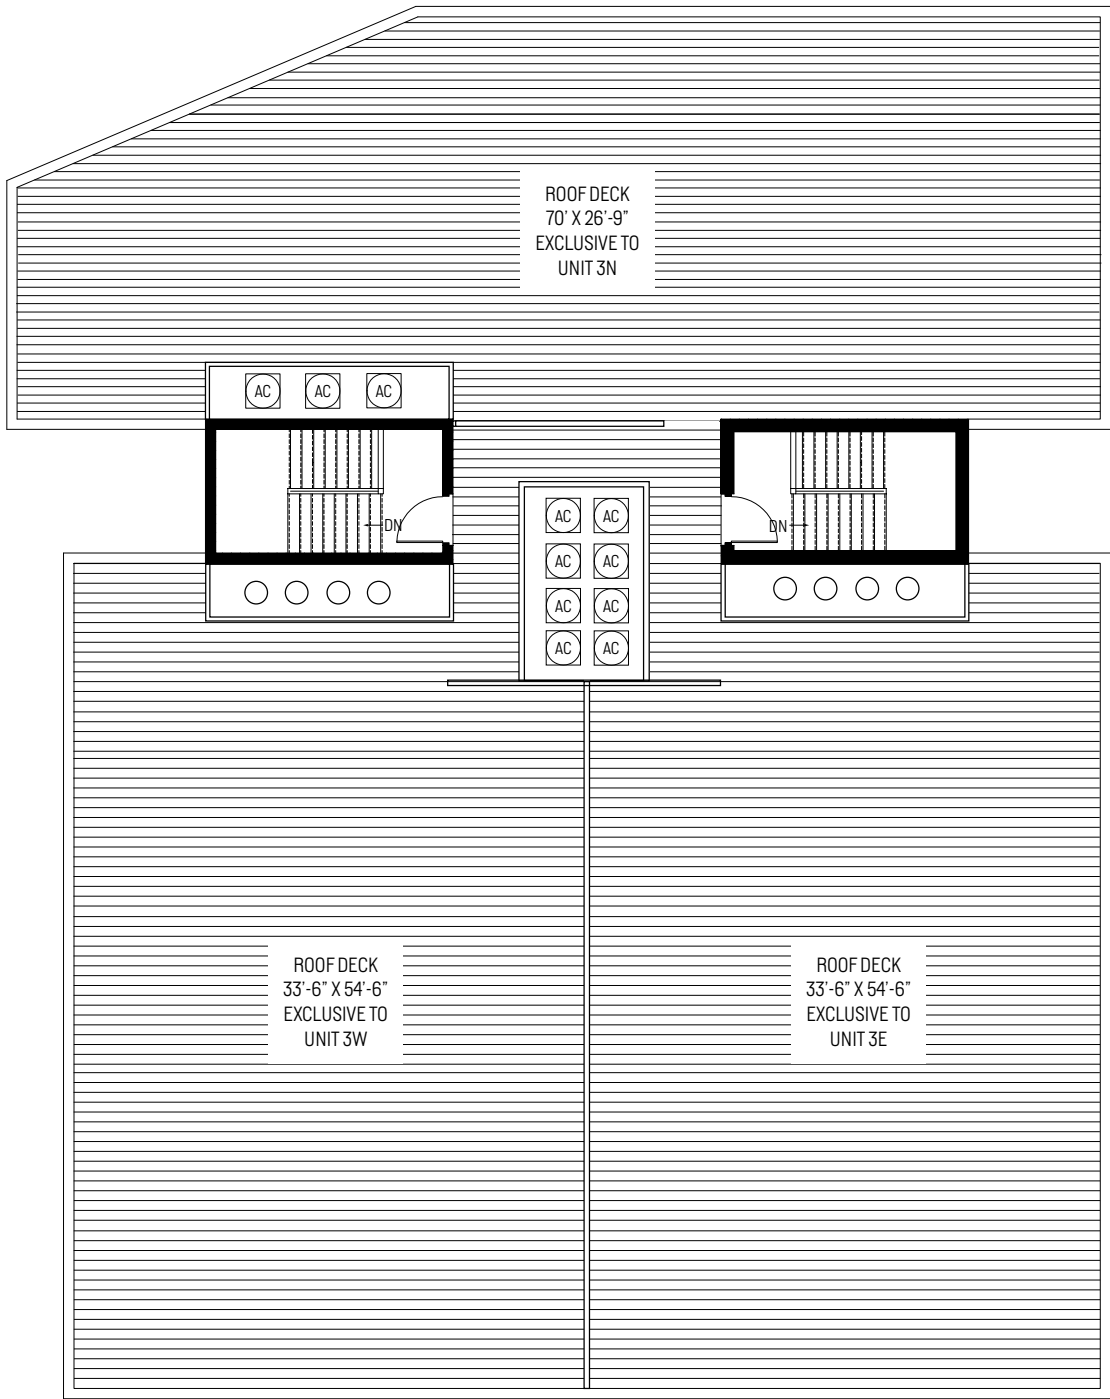 ROOF DECK
70’ X 26’-9”
EXCLUSIVE TO
UNIT 3N
AC AC AC
DN
DN
AC AC
AC AC
AC AC
AC AC
ROOF DECK
33’-6” X 54’-6”
EXCLUSIVE TO
UNIT 3W
ROOF DECK
33’-6” X 54’-6”
EXCLUSIVE TO
UNIT 3E